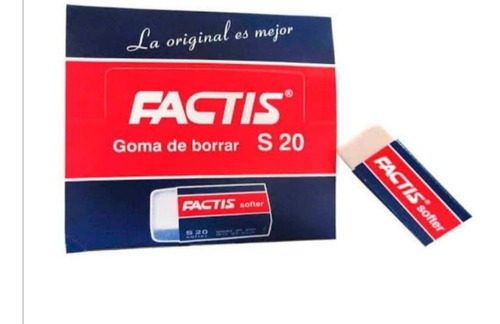 La original es mejor
FACTIS®
Goma de borrar S 20
FACTIS softer
S 20
FACTIS softer